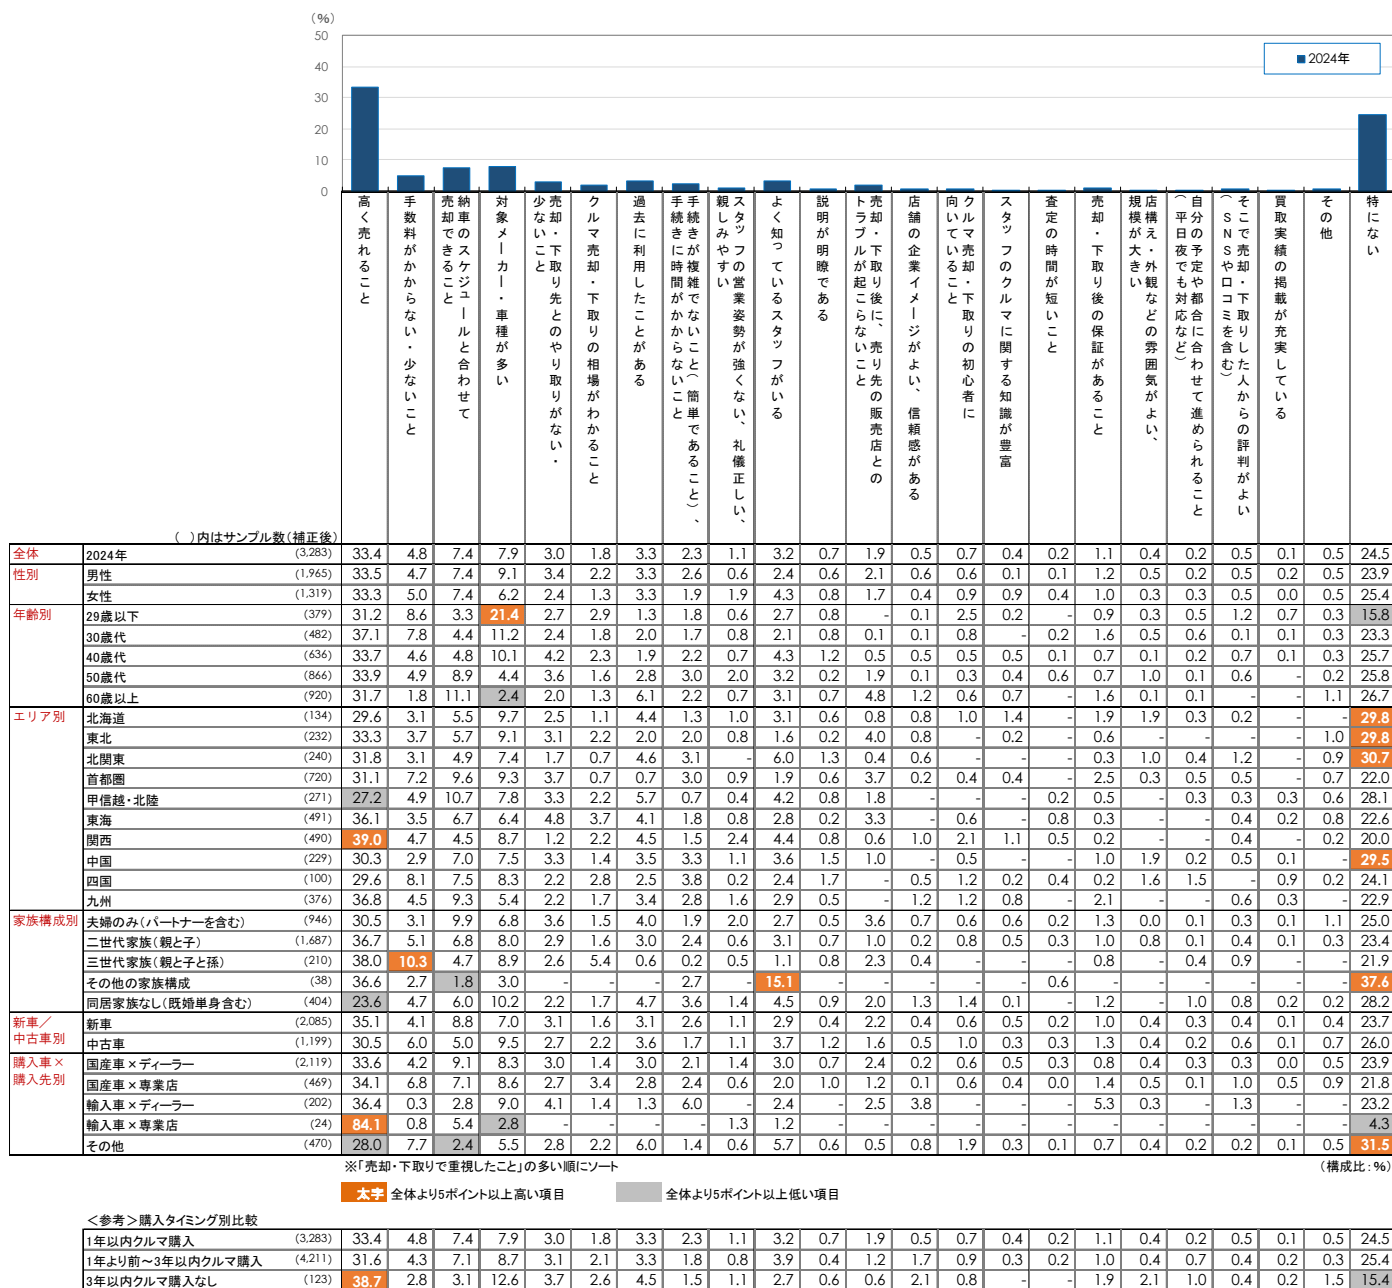 (%)
50
40
30
20
10
0
2024年
高く売れること
手数料がかからない・少ないこと
納車のスケジュールと合わせて
売却できること
対象メーカー・車種が多い
売却・下取り先とのやり取りがない・
少ないこと
クルマ売却・下取りの相場がわかること
過去に利用したことがある
手続きが複雑でないこと(簡単であること)、
手続きに時間がかからないこと
スタッフの営業姿勢が強くない、礼儀正しい、
親しみやすい
よく知っているスタッフがいる
説明が明瞭である
売却・下取り後に、売り先の販売店との
トラブルが起こらないこと
店舗の企業イメージがよい、信頼感がある
クルマ売却・下取りの初心者に
向いていること
スタッフのクルマに関する知識が豊富
査定の時間が短いこと
売却・下取り後の保証があること
店構え・外観などの雰囲気がよい、
規模が大きい
自分の予定や都合に合わせて進められること
(平日夜でも対応など)
そこで売却・下取りした人からの評判がよい
(SNSや口コミを含む)
買取実績の掲載が充実している
その他
特にない
( )内はサンプル数(補正後)
全体 2024年 (3,283) 33.4 4.8 7.4 7.9 3.0 1.8 3.3 2.3 1.1 3.2 0.7 1.9 0.5 0.7 0.4 0.2 1.1 0.4 0.2 0.5 0.1 0.5 24.5
性別 男性 (1,965) 33.5 4.7 7.4 9.1 3.4 2.2 3.3 2.6 0.6 2.4 0.6 2.1 0.6 0.6 0.1 0.1 1.2 0.5 0.2 0.5 0.2 0.5 23.9
女性 (1,319) 33.3 5.0 7.4 6.2 2.4 1.3 3.3 1.9 1.9 4.3 0.8 1.7 0.4 0.9 0.9 0.4 1.0 0.3 0.3 0.5 0.0 0.5 25.4
年齢別 29歳以下 (379) 31.2 8.6 3.3 21.4 2.7 2.9 1.3 1.8 0.6 2.7 0.8 - 0.1 2.5 0.2 - 0.9 0.3 0.5 1.2 0.7 0.3 15.8
30歳代 (482) 37.1 7.8 4.4 11.2 2.4 1.8 2.0 1.7 0.8 2.1 0.8 0.1 0.1 0.8 - 0.2 1.6 0.5 0.6 0.1 0.1 0.3 23.3
40歳代 (636) 33.7 4.6 4.8 10.1 4.2 2.3 1.9 2.2 0.7 4.3 1.2 0.5 0.5 0.5 0.5 0.1 0.7 0.1 0.2 0.7 0.1 0.3 25.7
50歳代 (866) 33.9 4.9 8.9 4.4 3.6 1.6 2.8 3.0 2.0 3.2 0.2 1.9 0.1 0.3 0.4 0.6 0.7 1.0 0.1 0.6 - 0.2 25.8
60歳以上 (920) 31.7 1.8 11.1 2.4 2.0 1.3 6.1 2.2 0.7 3.1 0.7 4.8 1.2 0.6 0.7 - 1.6 0.1 0.1 - - 1.1 26.7
エリア別 北海道 (134) 29.6 3.1 5.5 9.7 2.5 1.1 4.4 1.3 1.0 3.1 0.6 0.8 0.8 1.0 1.4 - 1.9 1.9 0.3 0.2 - - 29.8
東北 (232) 33.3 3.7 5.7 9.1 3.1 2.2 2.0 2.0 0.8 1.6 0.2 4.0 0.8 - 0.2 - 0.6 - - - - 1.0 29.8
北関東 (240) 31.8 3.1 4.9 7.4 1.7 0.7 4.6 3.1 - 6.0 1.3 0.4 0.6 - - - 0.3 1.0 0.4 1.2 - 0.9 30.7
首都圏 (720) 31.1 7.2 9.6 9.3 3.7 0.7 0.7 3.0 0.9 1.9 0.6 3.7 0.2 0.4 0.4 - 2.5 0.3 0.5 0.5 - 0.7 22.0
甲信越・北陸 (271) 27.2 4.9 10.7 7.8 3.3 2.2 5.7 0.7 0.4 4.2 0.8 1.8 - - - 0.2 0.5 - 0.3 0.3 0.3 0.6 28.1
東海 (491) 36.1 3.5 6.7 6.4 4.8 3.7 4.1 1.8 0.8 2.8 0.2 3.3 - 0.6 - 0.8 0.3 - - 0.4 0.2 0.8 22.6
関西 (490) 39.0 4.7 4.5 8.7 1.2 2.2 4.5 1.5 2.4 4.4 0.8 0.6 1.0 2.1 1.1 0.5 0.2 - - 0.4 - 0.2 20.0
中国 (229) 30.3 2.9 7.0 7.5 3.3 1.4 3.5 3.3 1.1 3.6 1.5 1.0 - 0.5 - - 1.0 1.9 0.2 0.5 0.1 - 29.5
四国 (100) 29.6 8.1 7.5 8.3 2.2 2.8 2.5 3.8 0.2 2.4 1.7 - 0.5 1.2 0.2 0.4 0.2 1.6 1.5 - 0.9 0.2 24.1
九州 (376) 36.8 4.5 9.3 5.4 2.2 1.7 3.4 2.8 1.6 2.9 0.5 - 1.2 1.2 0.8 - 2.1 - - 0.6 0.3 - 22.9
家族構成別 夫婦のみ(パートナーを含む) (946) 30.5 3.1 9.9 6.8 3.6 1.5 4.0 1.9 2.0 2.7 0.5 3.6 0.7 0.6 0.6 0.2 1.3 0.0 0.1 0.3 0.1 1.1 25.0
二世代家族(親と子) (1,687) 36.7 5.1 6.8 8.0 2.9 1.6 3.0 2.4 0.6 3.1 0.7 1.0 0.2 0.8 0.5 0.3 1.0 0.8 0.1 0.4 0.1 0.3 23.4
三世代家族(親と子と孫) (210) 38.0 10.3 4.7 8.9 2.6 5.4 0.6 0.2 0.5 1.1 0.8 2.3 0.4 - - - 0.8 - 0.4 0.9 - - 21.9
その他の家族構成 (38) 36.6 2.7 1.8 3.0 - - - 2.7 - 15.1 - - - - - 0.6 - - - - - - 37.6
同居家族なし(既婚単身含む) (404) 23.6 4.7 6.0 10.2 2.2 1.7 4.7 3.6 1.4 4.5 0.9 2.0 1.3 1.4 0.1 - 1.2 - 1.0 0.8 0.2 0.2 28.2
新車/
中古車別
新車 (2,085) 35.1 4.1 8.8 7.0 3.1 1.6 3.1 2.6 1.1 2.9 0.4 2.2 0.4 0.6 0.5 0.2 1.0 0.4 0.3 0.4 0.1 0.4 23.7
中古車 (1,199) 30.5 6.0 5.0 9.5 2.7 2.2 3.6 1.7 1.1 3.7 1.2 1.6 0.5 1.0 0.3 0.3 1.3 0.4 0.2 0.6 0.1 0.7 26.0
購入車×
購入先別
国産車×ディーラー (2,119) 33.6 4.2 9.1 8.3 3.0 1.4 3.0 2.1 1.4 3.0 0.7 2.4 0.2 0.6 0.5 0.3 0.8 0.4 0.3 0.3 0.0 0.5 23.9
国産車×専業店 (469) 34.1 6.8 7.1 8.6 2.7 3.4 2.8 2.4 0.6 2.0 1.0 1.2 0.1 0.6 0.4 0.0 1.4 0.5 0.1 1.0 0.5 0.9 21.8
輸入車×ディーラー (202) 36.4 0.3 2.8 9.0 4.1 1.4 1.3 6.0 - 2.4 - 2.5 3.8 - - - 5.3 0.3 - 1.3 - - 23.2
輸入車×専業店 (24) 84.1 0.8 5.4 2.8 - - - - 1.3 1.2 - - - - - - - - - - - - 4.3
その他 (470) 28.0 7.7 2.4 5.5 2.8 2.2 6.0 1.4 0.6 5.7 0.6 0.5 0.8 1.9 0.3 0.1 0.7 0.4 0.2 0.2 0.1 0.5 31.5
※「売却・下取りで重視したこと」の多い順にソート
(構成比:%)
太字 全体より5ポイント以上高い項目 全体より5ポイント以上低い項目
<参考>購入タイミング別比較
1年以内クルマ購入 (3,283) 33.4 4.8 7.4 7.9 3.0 1.8 3.3 2.3 1.1 3.2 0.7 1.9 0.5 0.7 0.4 0.2 1.1 0.4 0.2 0.5 0.1 0.5 24.5
1年より前~3年以内クルマ購入 (4,211) 31.6 4.3 7.1 8.7 3.1 2.1 3.3 1.8 0.8 3.9 0.4 1.2 1.7 0.9 0.3 0.2 1.0 0.4 0.7 0.4 0.2 0.3 25.4
3年以内クルマ購入なし (123) 38.7 2.8 3.1 12.6 3.7 2.6 4.5 1.5 1.1 2.7 0.6 0.6 2.1 0.8 - - 1.9 2.1 1.0 0.4 0.2 1.5 15.4